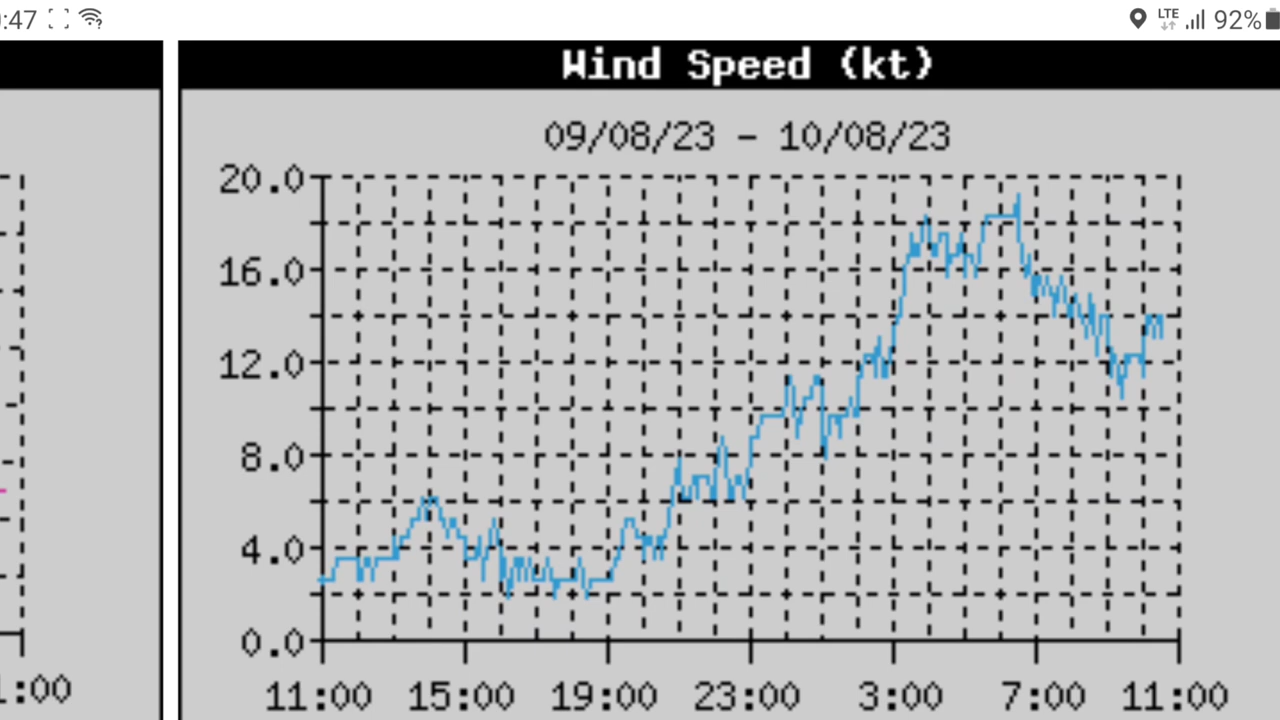 :47 LTE 92%
Wind Speed (kt)
09/08/23 - 10/08/23
20.0
16.0
12.0
8.0
4.0
0.0
:00 11:00 15:00 19:00 23:00 3:00 7:00 11:00